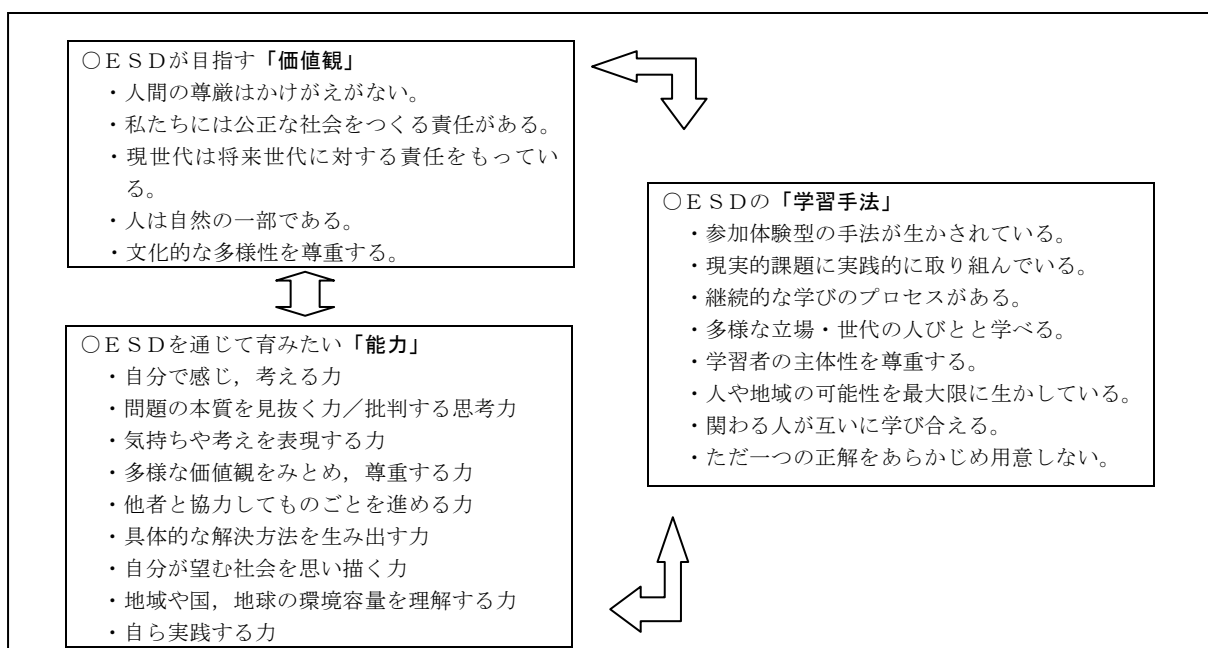 ○ＥＳＤが目指す「価値観」
・人間の尊厳はかけがえがない。
・私たちには公正な社会をつくる責任がある。
・現世代は将来世代に対する責任をもってい
る。
・人は自然の一部である。
・文化的な多様性を尊重する。
○ＥＳＤを通じて育みたい「能力」
・自分で感じ，考える力
・問題の本質を見抜く力／批判する思考力
・気持ちや考えを表現する力
・多様な価値観をみとめ，尊重する力
・他者と協力してものごとを進める力
・具体的な解決方法を生み出す力
・自分が望む社会を思い描く力
・地域や国，地球の環境容量を理解する力
・自ら実践する力
○ＥＳＤの「学習手法」
・参加体験型の手法が生かされている。
・現実的課題に実践的に取り組んでいる。
・継続的な学びのプロセスがある。
・多様な立場・世代の人びとと学べる。
・学習者の主体性を尊重する。
・人や地域の可能性を最大限に生かしている。
・関わる人が互いに学び合える。
・ただ一つの正解をあらかじめ用意しない。